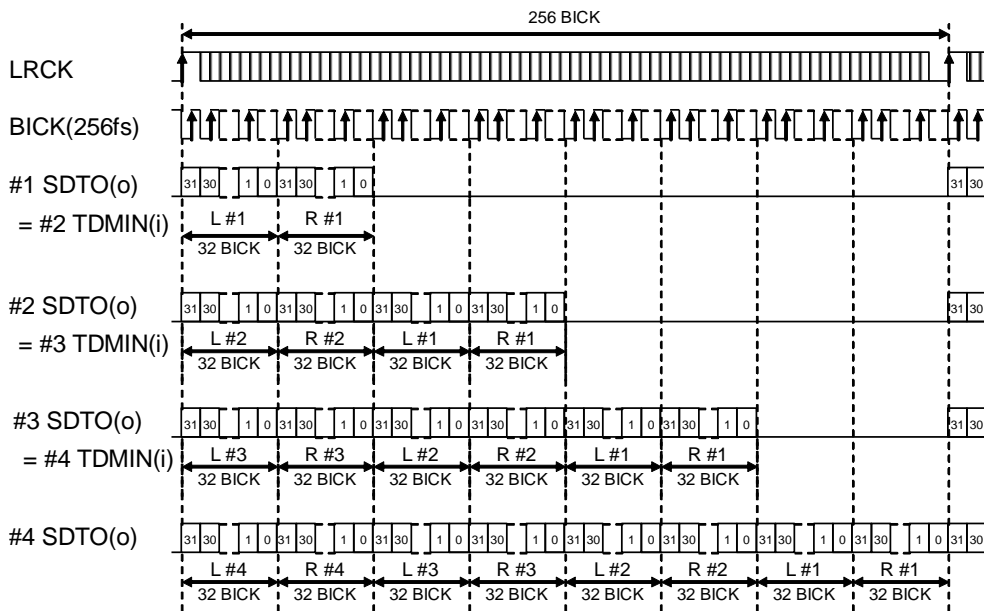 256 BICK
LRCK
BICK(256fs)
#1 SDTO(o)
31 30 1 0 31 30 1 0 31 30
= #2 TDMIN(i)
L #1 R #1
32 BICK 32 BICK
#2 SDTO(o)
31 30 1 0 31 30 1 0 31 30 1 0 31 30 1 0 31 30
= #3 TDMIN(i)
L #2 R #2 L #1 R #1
32 BICK 32 BICK 32 BICK 32 BICK
#3 SDTO(o)
31 30 1 0 31 30 1 0 31 30 1 0 31 30 1 0 31 30 1 0 31 30 1 0 31 30
= #4 TDMIN(i)
L #3 R #3 L #2 R #2 L #1 R #1
32 BICK 32 BICK 32 BICK 32 BICK 32 BICK 32 BICK
#4 SDTO(o)
31 30 1 0 31 30 1 0 31 30 1 0 31 30 1 0 31 30 1 0 31 30 1 0 31 30 1 0 31 30 1 0 31 30
L #4 R #4 L #3 R #3 L #2 R #2 L #1 R #1
32 BICK 32 BICK 32 BICK 32 BICK 32 BICK 32 BICK 32 BICK 32 BICK